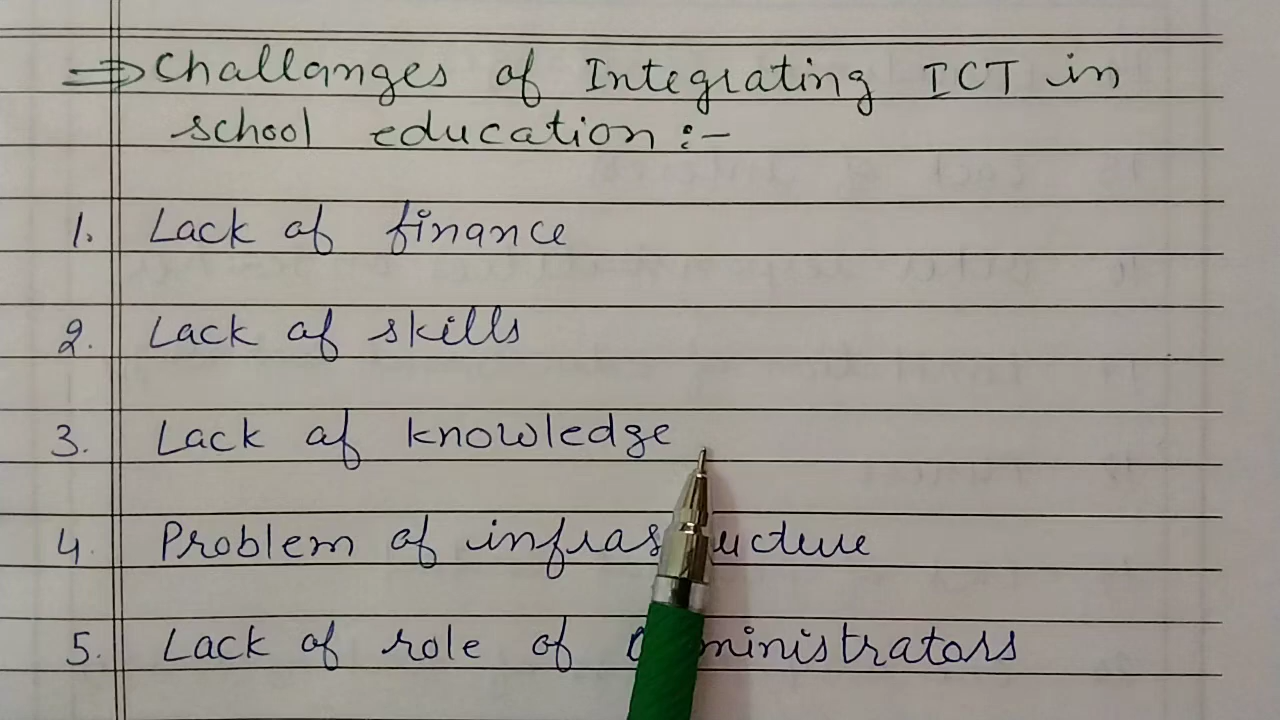 ⇒ Challanges of Integrating ICT in
school education :-
1. Lack of finance
2. Lack of skills
3. Lack of knowledge
4. Problem of
5. Lack of role of